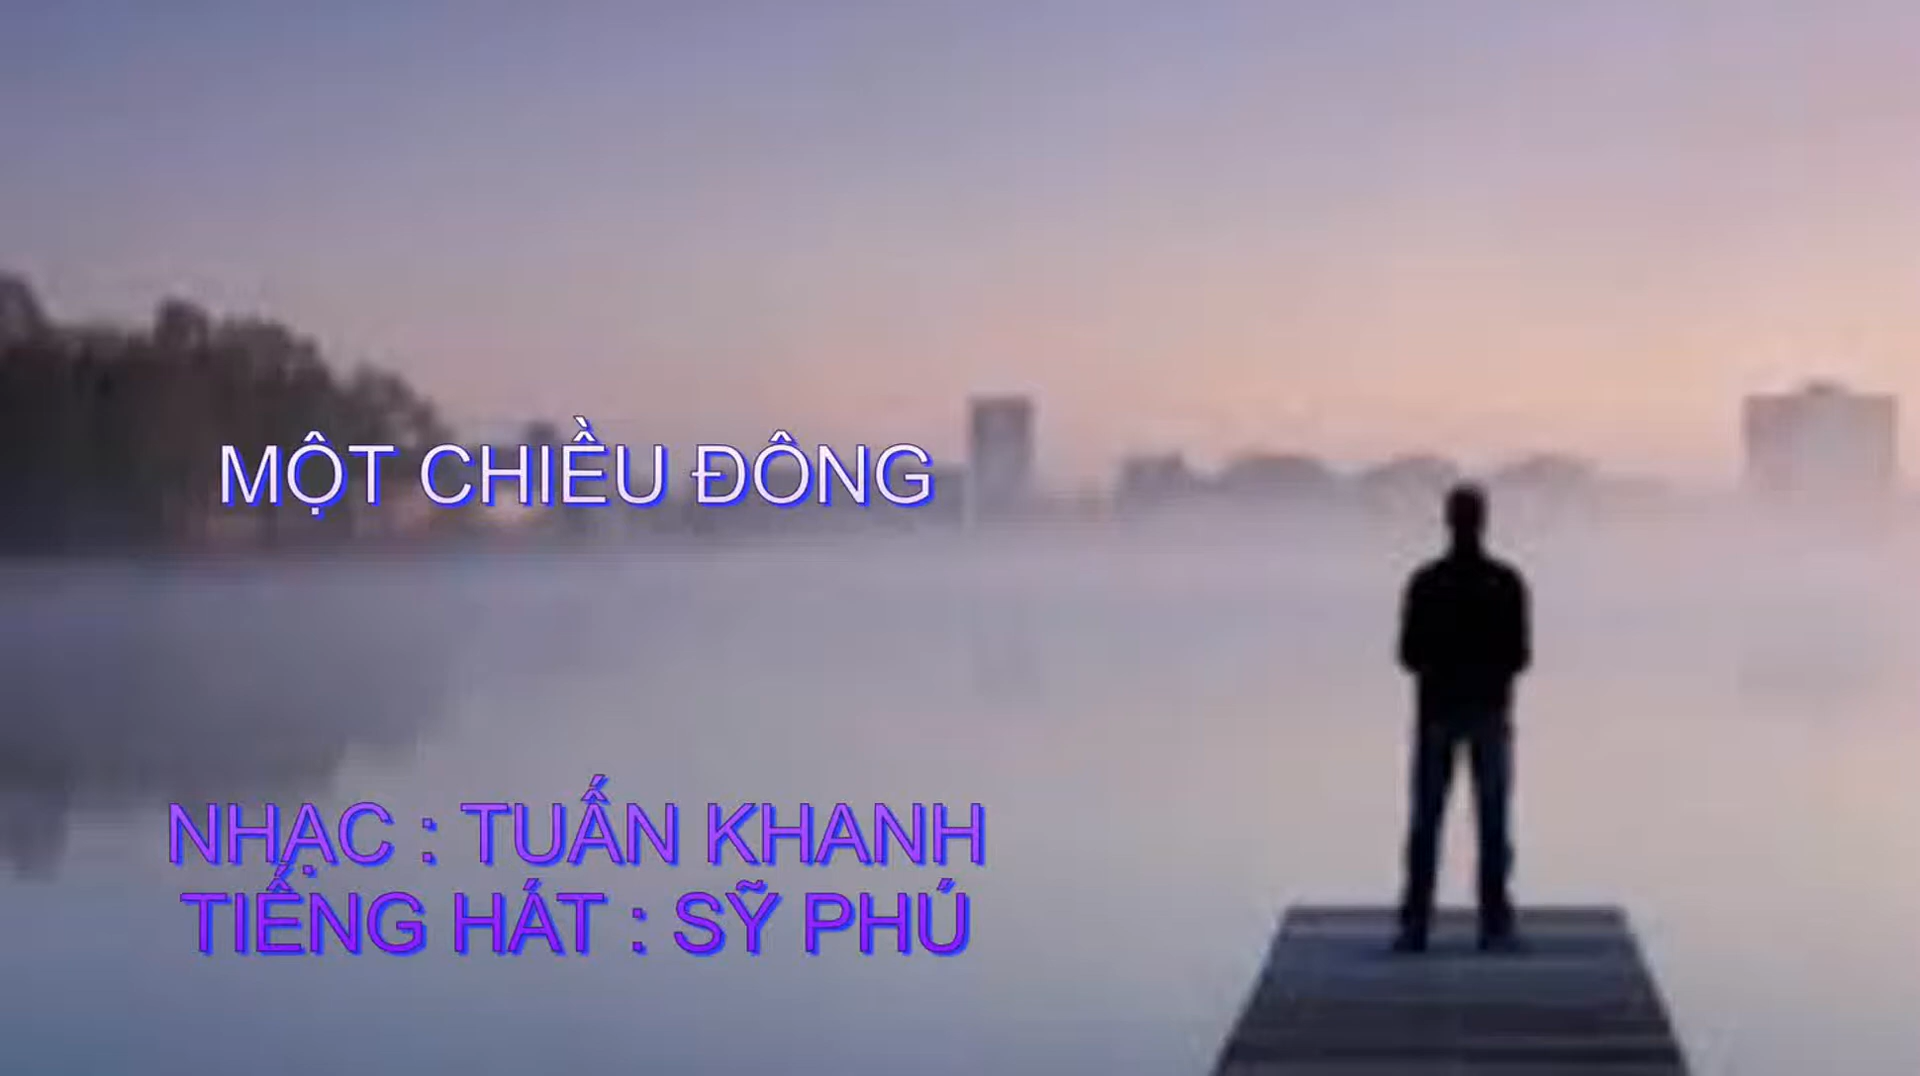 MỘT CHIỀU ĐÔNG
NHẠC : TUẤN KHANH
TIẾNG HÁT : SỸ PHÚ